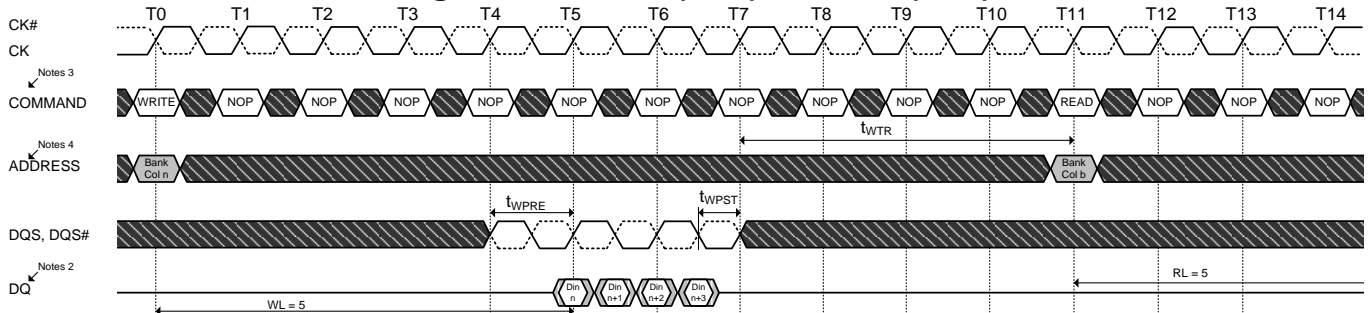 T0 T1 T2 T3 T4 T5 T6 T7 T8 T9 T10 T11 T12 T13 T14
CK#
CK
Notes 3
COMMAND WRITE NOP NOP NOP NOP NOP NOP NOP NOP NOP NOP READ NOP NOP NOP
tWTR
Notes 4
ADDRESS
Bank
Col n
Bank
Col b
tWPRE
tWPST
DQS, DQS#
Notes 2
DQ
Din
n
Din
n+1
Din
n+2
Din
n+3
RL = 5
WL = 5